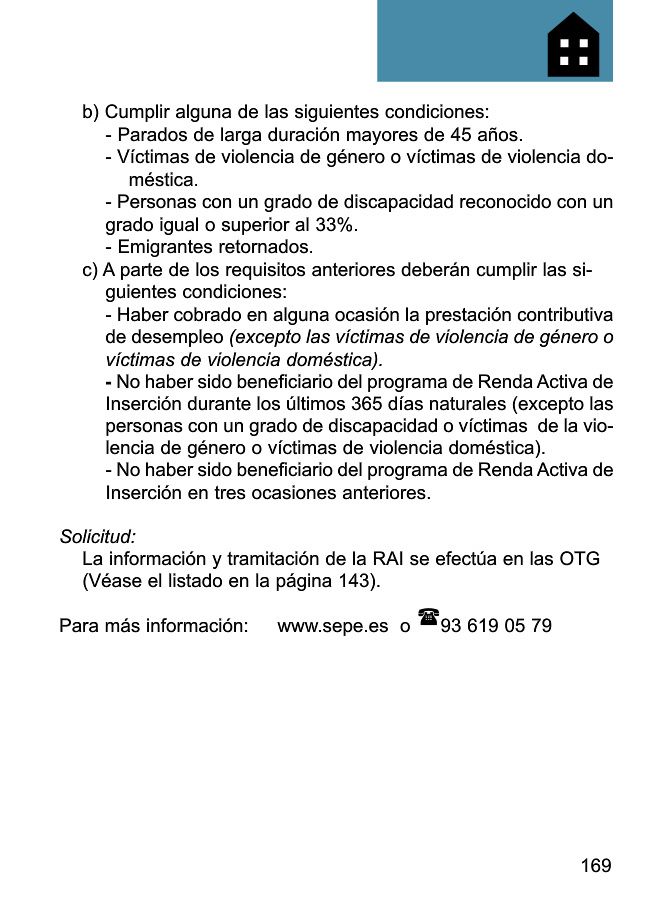 b) Cumplir alguna de las siguientes condiciones:
- Parados de larga duración mayores de 45 años.
- Víctimas de violencia de género o víctimas de violencia do-
méstica.
- Personas con un grado de discapacidad reconocido con un
grado igual o superior al 33%.
- Emigrantes retornados.
c) A parte de los requisitos anteriores deberán cumplir las si-
guientes condiciones:
- Haber cobrado en alguna ocasión la prestación contributiva
de desempleo (excepto las víctimas de violencia de género o
víctimas de violencia doméstica).
- No haber sido beneficiario del programa de Renda Activa de
Inserción durante los últimos 365 días naturales (excepto las
personas con un grado de discapacidad o víctimas de la vio-
lencia de género o víctimas de violencia doméstica).
- No haber sido beneficiario del programa de Renda Activa de
Inserción en tres ocasiones anteriores.
Solicitud:
La información y tramitación de la RAI se efectúa en las OTG
(Véase el listado en la página 143).
Para más información: www.sepe.es o ☎93 619 05 79
169